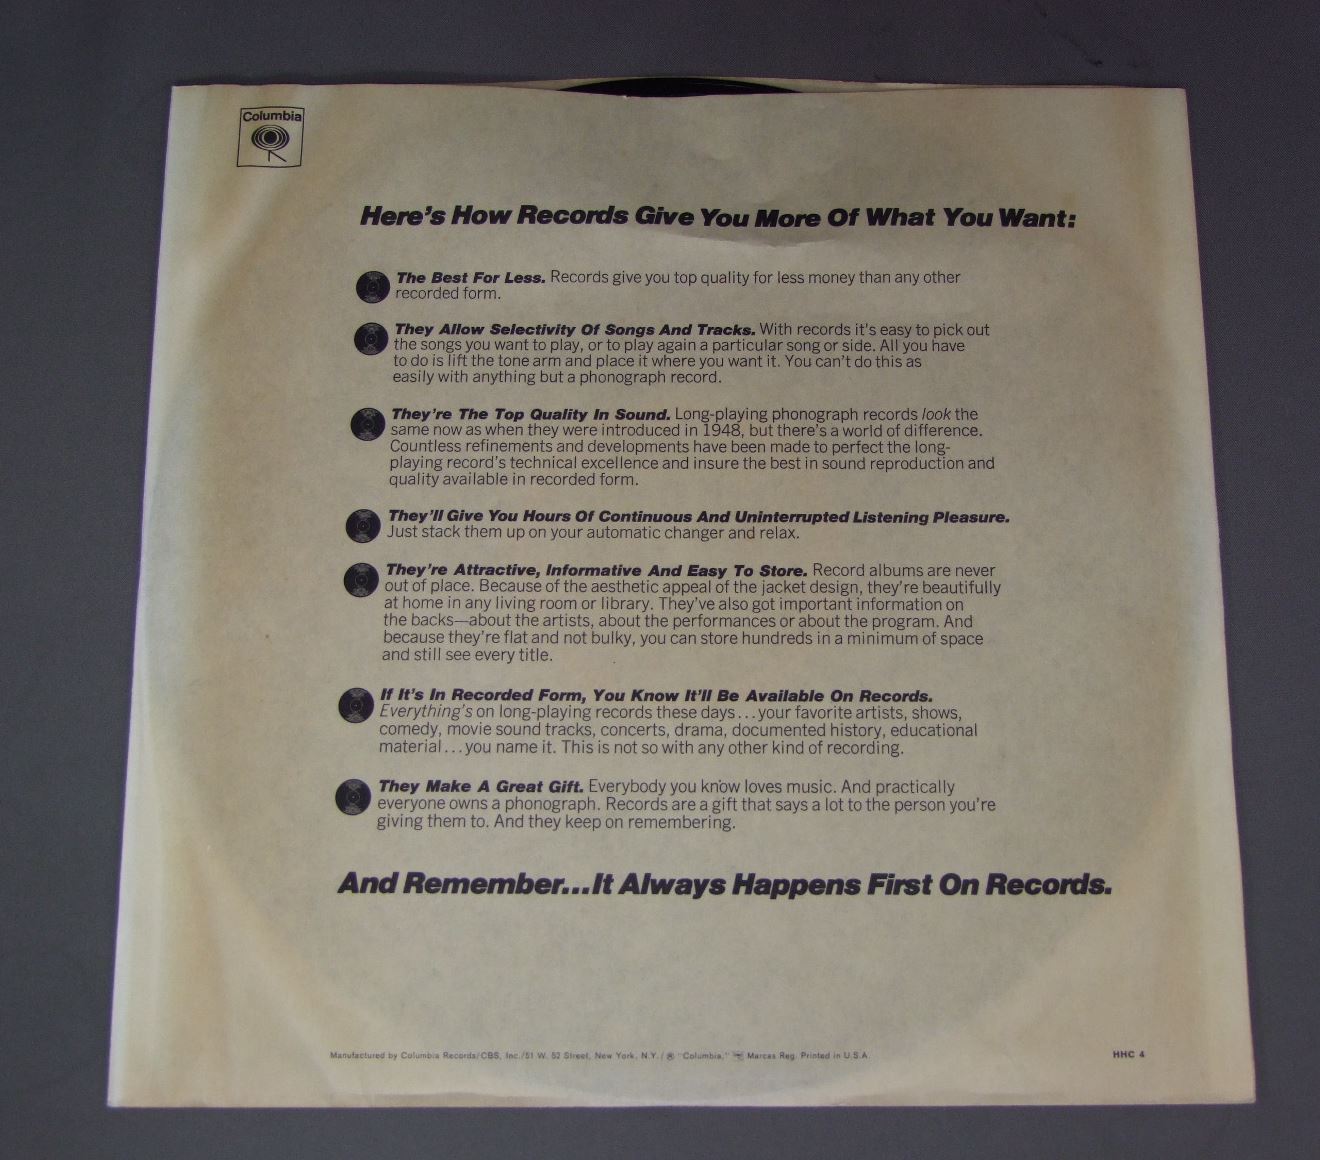 Columbia
Here's How Records Give You More Of What You Want:
The Best For Less. Records give you top quality for less money than any other
recorded form.
They Allow Selectivity Of Songs And Tracks. With records it's easy to pick out
the songs you want to play, or to play again a particular song or side. All you have
to do is lift the tone arm and place it where you want it. You can't do this as
easily with anything but a phonograph record.
They're The Top Quality In Sound. Long-playing phonograph records look the
same now as when they were introduced in 1948, but there's a world of difference.
Countless refinements and developments have been made to perfect the long-
playing record's technical excellence and insure the best in sound reproduction and
quality available in recorded form.
They'll Give You Hours Of Continuous And Uninterrupted Listening Pleasure.
Just stack them up on your automatic changer and relax.
They're Attractive, Informative And Easy To Store. Record albums are never
out of place. Because of the aesthetic appeal of the jacket design, they're beautifully
at home in any living room or library. They've also got important information on
the backs—about the artists, about the performances or about the program. And
because they're flat and not bulky, you can store hundreds in a minimum of space
and still see every title.
If It's In Recorded Form, You Know It'll Be Available On Records.
Everything's on long-playing records these days...your favorite artists, shows,
comedy, movie sound tracks, concerts, drama, documented history, educational
material...you name it. This is not so with any other kind of recording.
They Make A Great Gift. Everybody you know loves music. And practically
everyone owns a phonograph. Records are a gift that says a lot to the person you're
giving them to. And they keep on remembering.
And Remember...It Always Happens First On Records.
Manufactured by Columbia Records/CBS, Inc./51 W. 52 Street, New York, N.Y./® "Columbia," Marcas Reg. Printed in U.S.A.
HHC 4